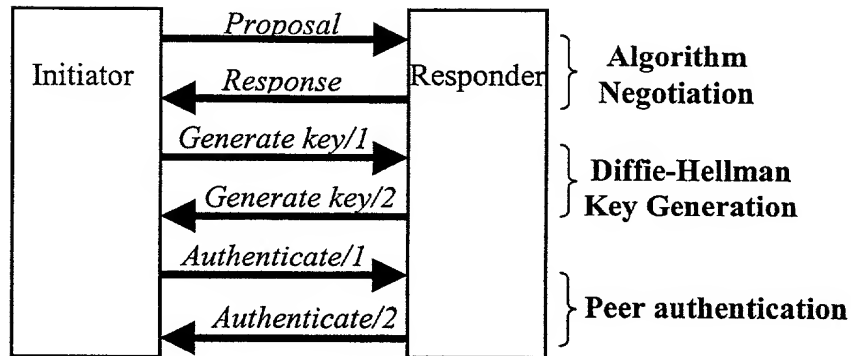 Proposal
Initiator
Response
Responder
Algorithm
Negotiation
Generate key/1
Generate key/2
Diffie-Hellman
Key Generation
Authenticate/1
Authenticate/2
Peer authentication